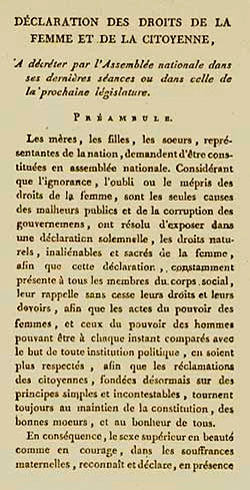 DÉCLARATION DES DROITS DE LA
FEMME ET DE LA CITOYENNE,
A décréter par l'Assemblée nationale dans
ses dernières séances ou dans celle de
la prochaine législature.
PRÉAMBULE.
Les mères, les filles, les soeurs, repré-
sentantes de la nation, demandent d'être cons-
tituées en assemblée nationale. Considérant
que l'ignorance, l'oubli ou le mépris des
droits de la femme, sont les seules causes
des malheurs publics et de la corruption des
gouvernemens, ont résolu d'exposer dans
une déclaration solemnelle, les droits natu-
rels, inaliénables et sacrés de la femme,
afin que cette déclaration, constamment
présente à tous les membres du corps social,
leur rappelle sans cesse leurs droits et leurs
devoirs, afin que les actes du pouvoir des
femmes, et ceux du pouvoir des hommes
pouvant être à chaque instant comparés avec
le but de toute institution politique, en soient
plus respectés, afin que les réclamations
des citoyennes, fondées désormais sur des
principes simples et incontestables, tournent
toujours au maintien de la constitution, des
bonnes moeurs, et au bonheur de tous.
En conséquence, le sexe supérieur en beauté
comme en courage, dans les souffrances
maternelles, reconnaît et déclare, en présence